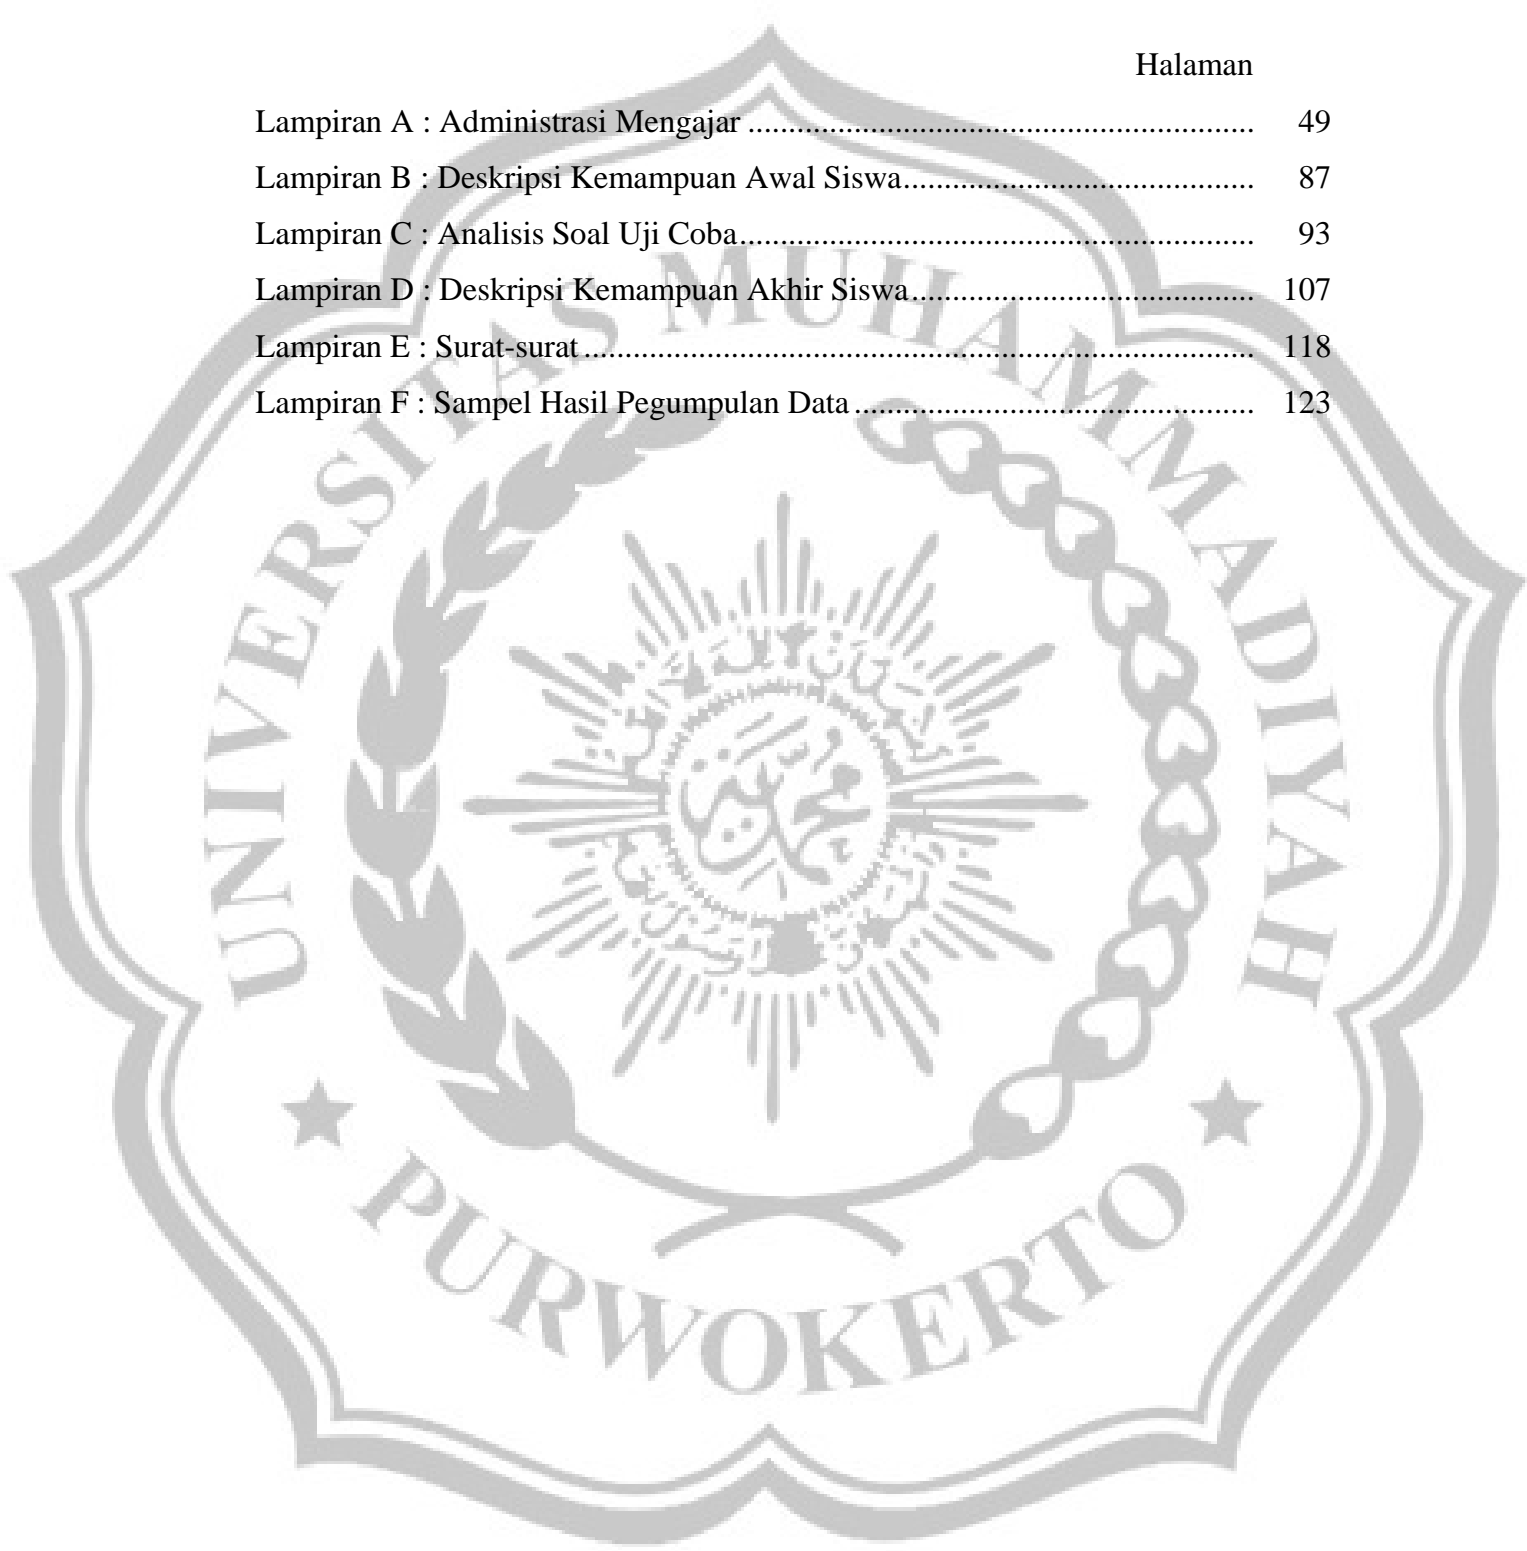 Halaman
Lampiran A : Administrasi Mengajar ............................................................... 49
Lampiran B : Deskripsi Kemampuan Awal Siswa............................................ 87
Lampiran C : Analisis Soal Uji Coba................................................................ 93
Lampiran D : Deskripsi Kemampuan Akhir Siswa........................................... 107
Lampiran E : Surat-surat ................................................................................... 118
Lampiran F : Sampel Hasil Pegumpulan Data .................................................. 123
UNIVERSITAS MUHAMMADIYAH
محمدية
PURWOKERTO